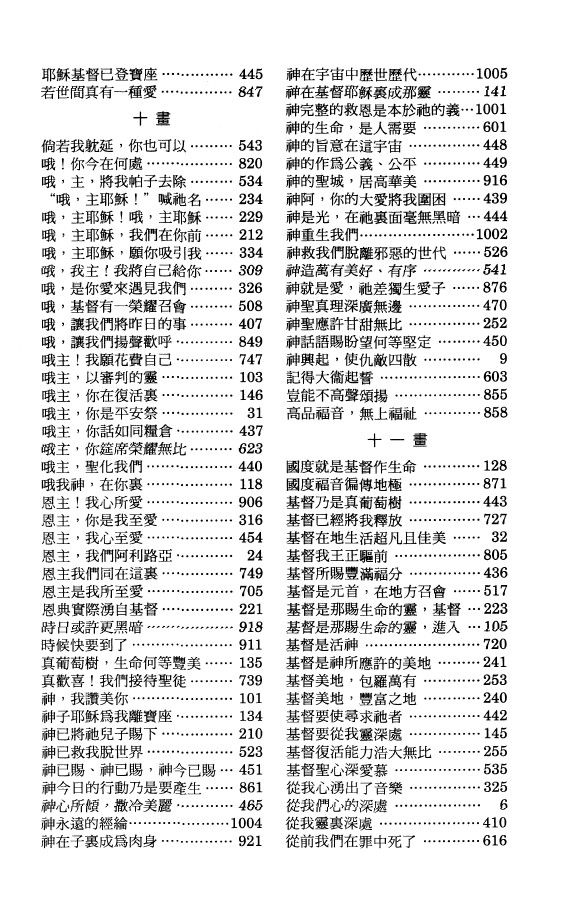 耶穌基督已登寶座 ················ 445
若世間真有一種愛 ················ 847
十 畫
倘若我躭延，你也可以 ········· 543
哦！你今在何處 ·················· 820
哦，主，將我帕子去除 ········· 534
“哦，主耶穌！”喊祂名 ······ 234
哦，主耶穌！哦，主耶穌 ······ 229
哦，主耶穌，我們在你前 ······ 212
哦，主耶穌，願你吸引我 ······ 334
哦，我主！我將自己給你 ······ 309
哦，是你愛來遇見我們 ········· 326
哦，基督有一榮耀召會 ········· 508
哦，讓我們將昨日的事 ········· 407
哦，讓我們揚聲歡呼 ············ 849
哦主！我願花費自己 ············ 747
哦主，以審判的靈 ················ 103
哦主，你在復活裏 ················ 146
哦主，你是平安祭 ················ 31
哦主，你話如同糧倉 ············ 437
哦主，你筵席榮耀無比 ········· 623
哦主，聖化我們 ·················· 440
哦我神，在你裏 ·················· 118
恩主！我心所愛 ·················· 906
恩主，你是我至愛 ················ 316
恩主，我心至愛 ·················· 454
恩主，我們阿利路亞 ············ 24
恩主我們同在這裏 ················ 749
恩主是我所至愛 ·················· 705
恩典實際湧自基督 ················ 221
時日或許更黑暗 ·················· 918
時候快要到了 ····················· 911
真葡萄樹，生命何等豐美 ······ 135
真歡喜！我們接待聖徒 ········· 739
神，我讚美你 ····················· 101
神子耶穌爲我離寶座 ············ 134
神已將祂兒子賜下 ················ 210
神已救我脫世界 ·················· 523
神已賜、神已賜，神今已賜 ··· 451
神今日的行動乃是要產生 ······ 861
神心所傾，撒冷美麗 ············ 465
神永遠的經綸 ·····················1004
神在子裏成爲肉身 ················ 921
神在宇宙中歷世歷代 ············1005
神在基督耶穌裏成那靈 ········· 141
神完整的救恩是本於祂的義···1001
神的生命，是人需要 ············ 601
神的旨意在這宇宙 ················ 448
神的作爲公義、公平 ············ 449
神的聖城，居高華美 ············ 916
神阿，你的大愛將我圍困 ······ 439
神是光，在祂裏面毫無黑暗 ··· 444
神重生我們························1002
神救我們脫離邪惡的世代 ······ 526
神造萬有美好、有序 ············ 541
神就是愛，祂差獨生愛子 ······ 876
神聖真理深廣無邊 ················ 470
神聖應許甘甜無比 ················ 252
神話語賜盼望何等堅定 ········· 450
神興起，使仇敵四散 ············ 9
記得大衞起誓 ····················· 603
豈能不高聲頌揚 ·················· 855
高品福音，無上福祉 ············ 858
十 一 畫
國度就是基督作生命 ············ 128
國度福音徧傳地極 ················ 871
基督乃是真葡萄樹 ················ 443
基督已經將我釋放 ················ 727
基督在地生活超凡且佳美 ······ 32
基督我王正驅前 ·················· 805
基督所賜豐滿福分 ················ 436
基督是元首，在地方召會 ······ 517
基督是那賜生命的靈，基督 ··· 223
基督是那賜生命的靈，進入 ··· 105
基督是活神 ························ 720
基督是神所應許的美地 ········· 241
基督美地，包羅萬有 ············ 253
基督美地，豐富之地 ············ 240
基督要使尋求祂者 ················ 442
基督要從我靈深處 ················ 145
基督復活能力浩大無比 ········· 255
基督聖心深愛慕 ·················· 535
從我心湧出了音樂 ················ 325
從我們心的深處 ·················· 6
從我靈裏深處 ····················· 410
從前我們在罪中死了 ············ 616